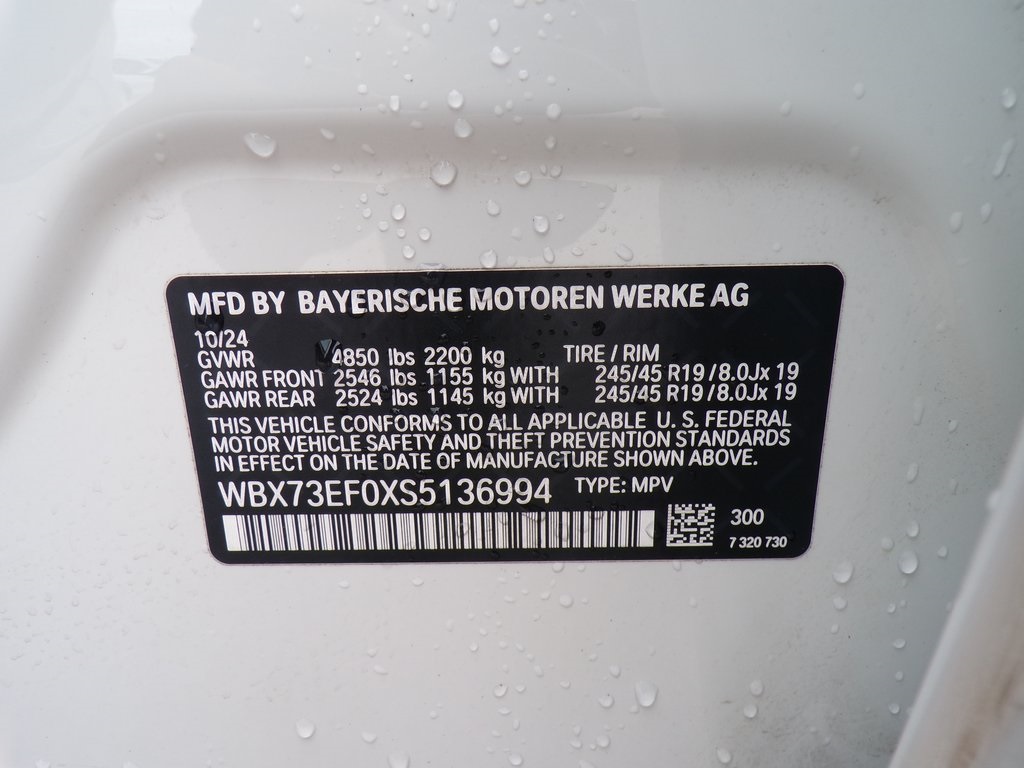 MFD BY BAYERISCHE MOTOREN WERKE AG
10/24
GVWR 4850 lbs 2200 kg TIRE / RIM
GAWR FRONT 2546 lbs 1155 kg WITH 245/45 R19 / 8.0Jx 19
GAWR REAR 2524 lbs 1145 kg WITH 245/45 R19 / 8.0Jx 19
THIS VEHICLE CONFORMS TO ALL APPLICABLE U. S. FEDERAL
MOTOR VEHICLE SAFETY AND THEFT PREVENTION STANDARDS
IN EFFECT ON THE DATE OF MANUFACTURE SHOWN ABOVE.
WBX73EF0XS5136994 TYPE: MPV
300
7 320 730